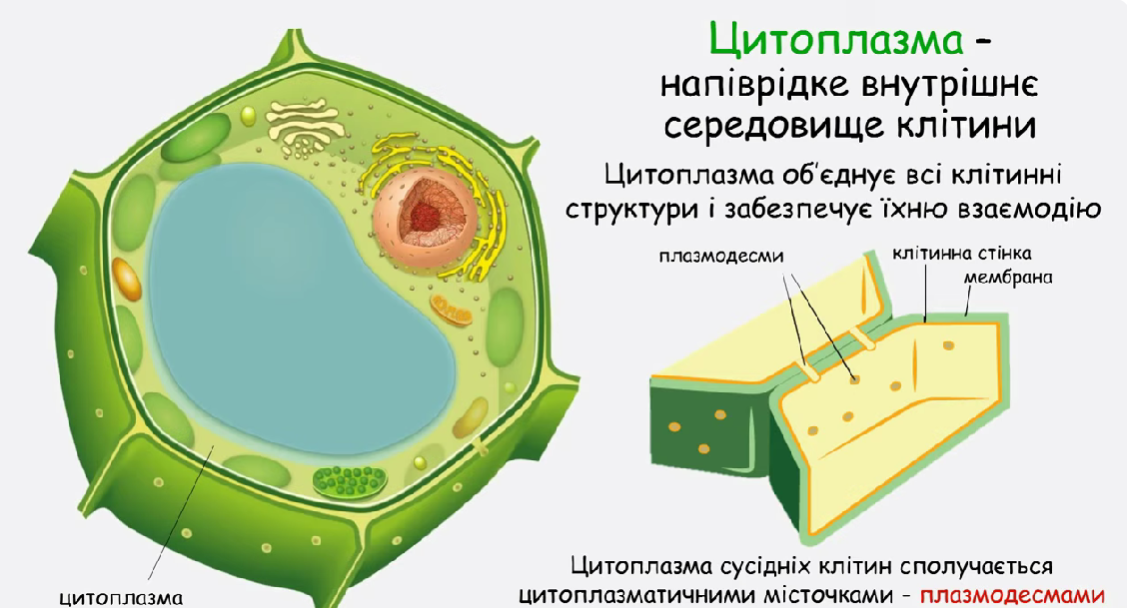 Цитоплазма –
напіврідке внутрішнє
середовище клітини
Цитоплазма об'єднує всі клітинні
структури і забезпечує їхню взаємодію
плазмодесми
клітинна стінка
мембрана
цитоплазма
Цитоплазма сусідніх клітин сполучається
цитоплазматичними місточками - плазмодесмами